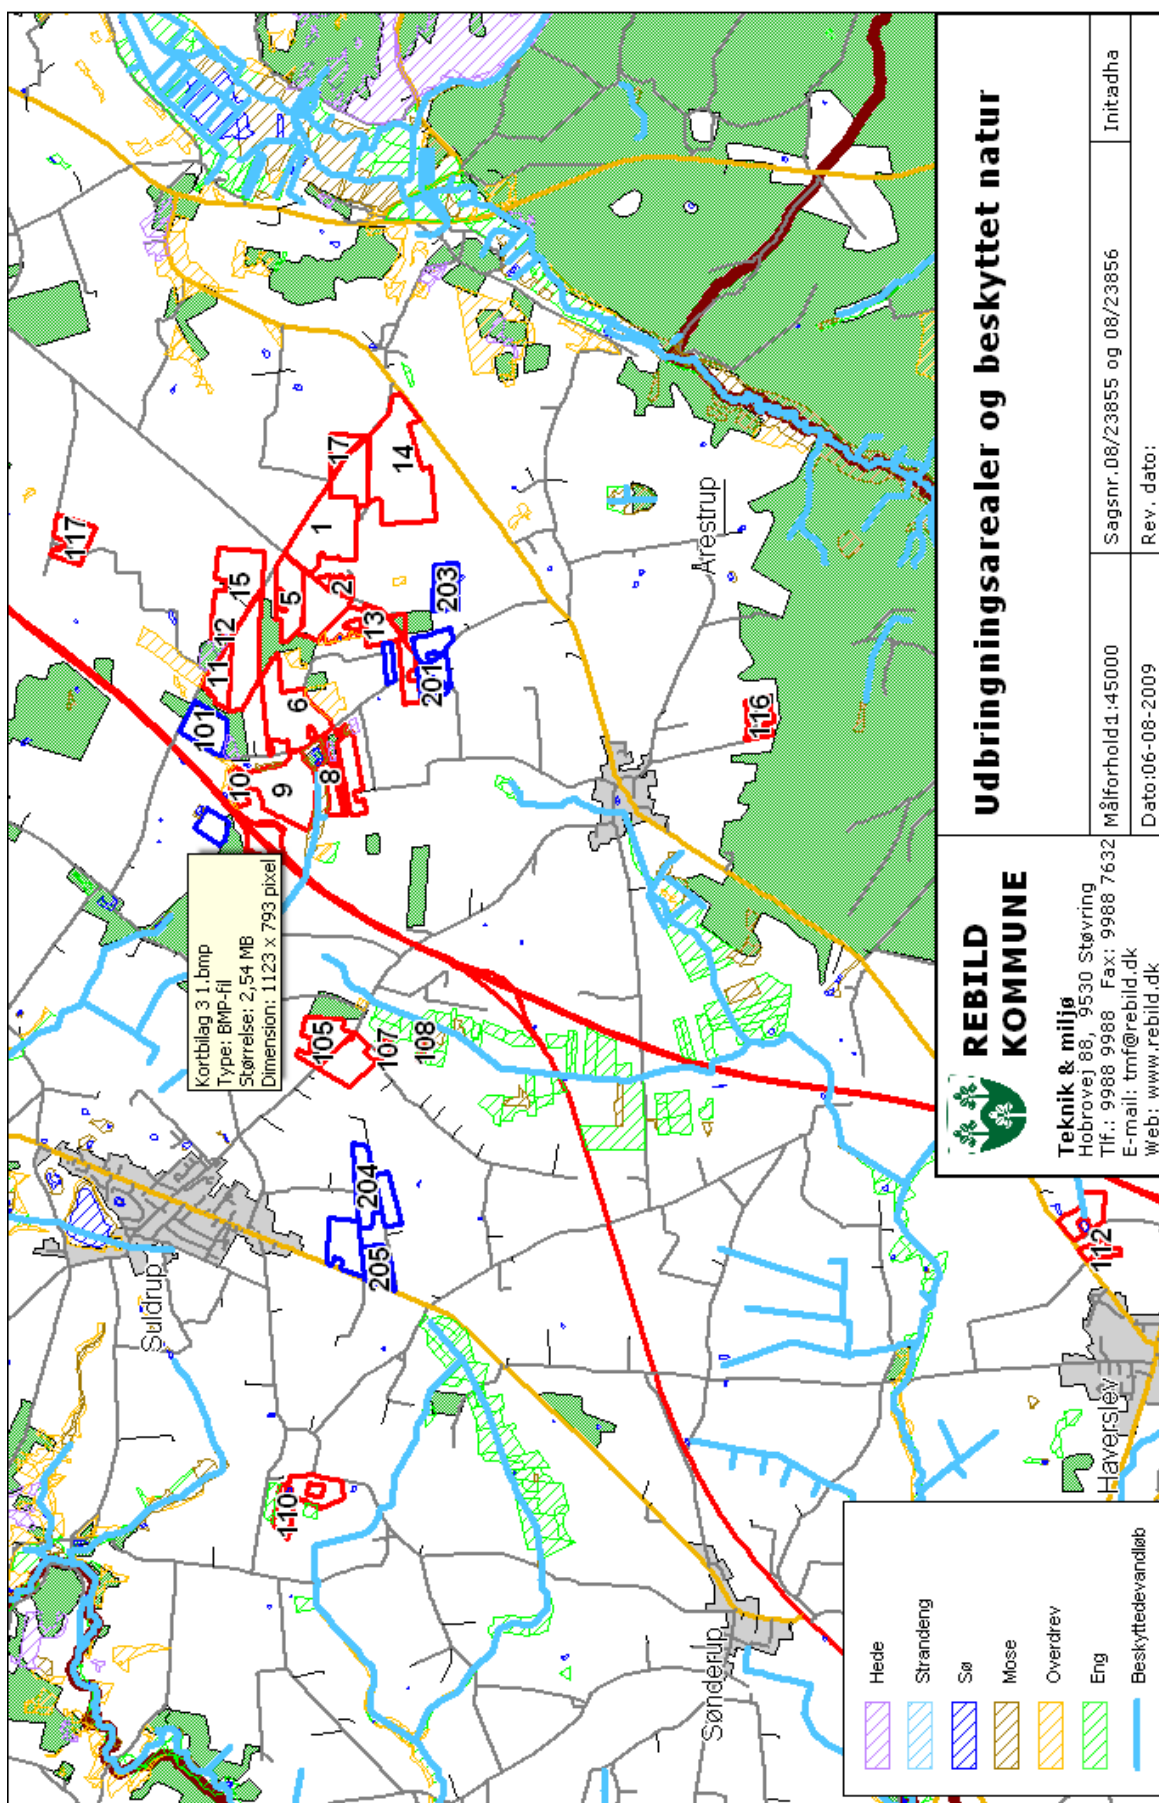 Suldrup
Sønderup
Haverslev
Årestrup
110
205
204
105
107
108
112
101
10
9
8
6
11
12
15
5
2
13
201
203
1
17
14
117
116
Kortbilag 3 1.bmp
Type: BMP-fil
Størrelse: 2,54 MB
Dimension: 1123 x 793 pixel
Hede
Strandeng
Sø
Mose
Overdrev
Eng
Beskyttedevandløb
REBILD
KOMMUNE
Teknik & miljø
Hobrovej 88, 9530 Støvring
Tlf.: 9988 9988 Fax: 9988 7632
E-mail: tmf@rebild.dk
Web: www.rebild.dk
Udbringningsarealer og beskyttet natur
Målforhold1:45000
Sagsnr.08/23855 og 08/23856
Initadha
Dato:06-08-2009
Rev. dato: